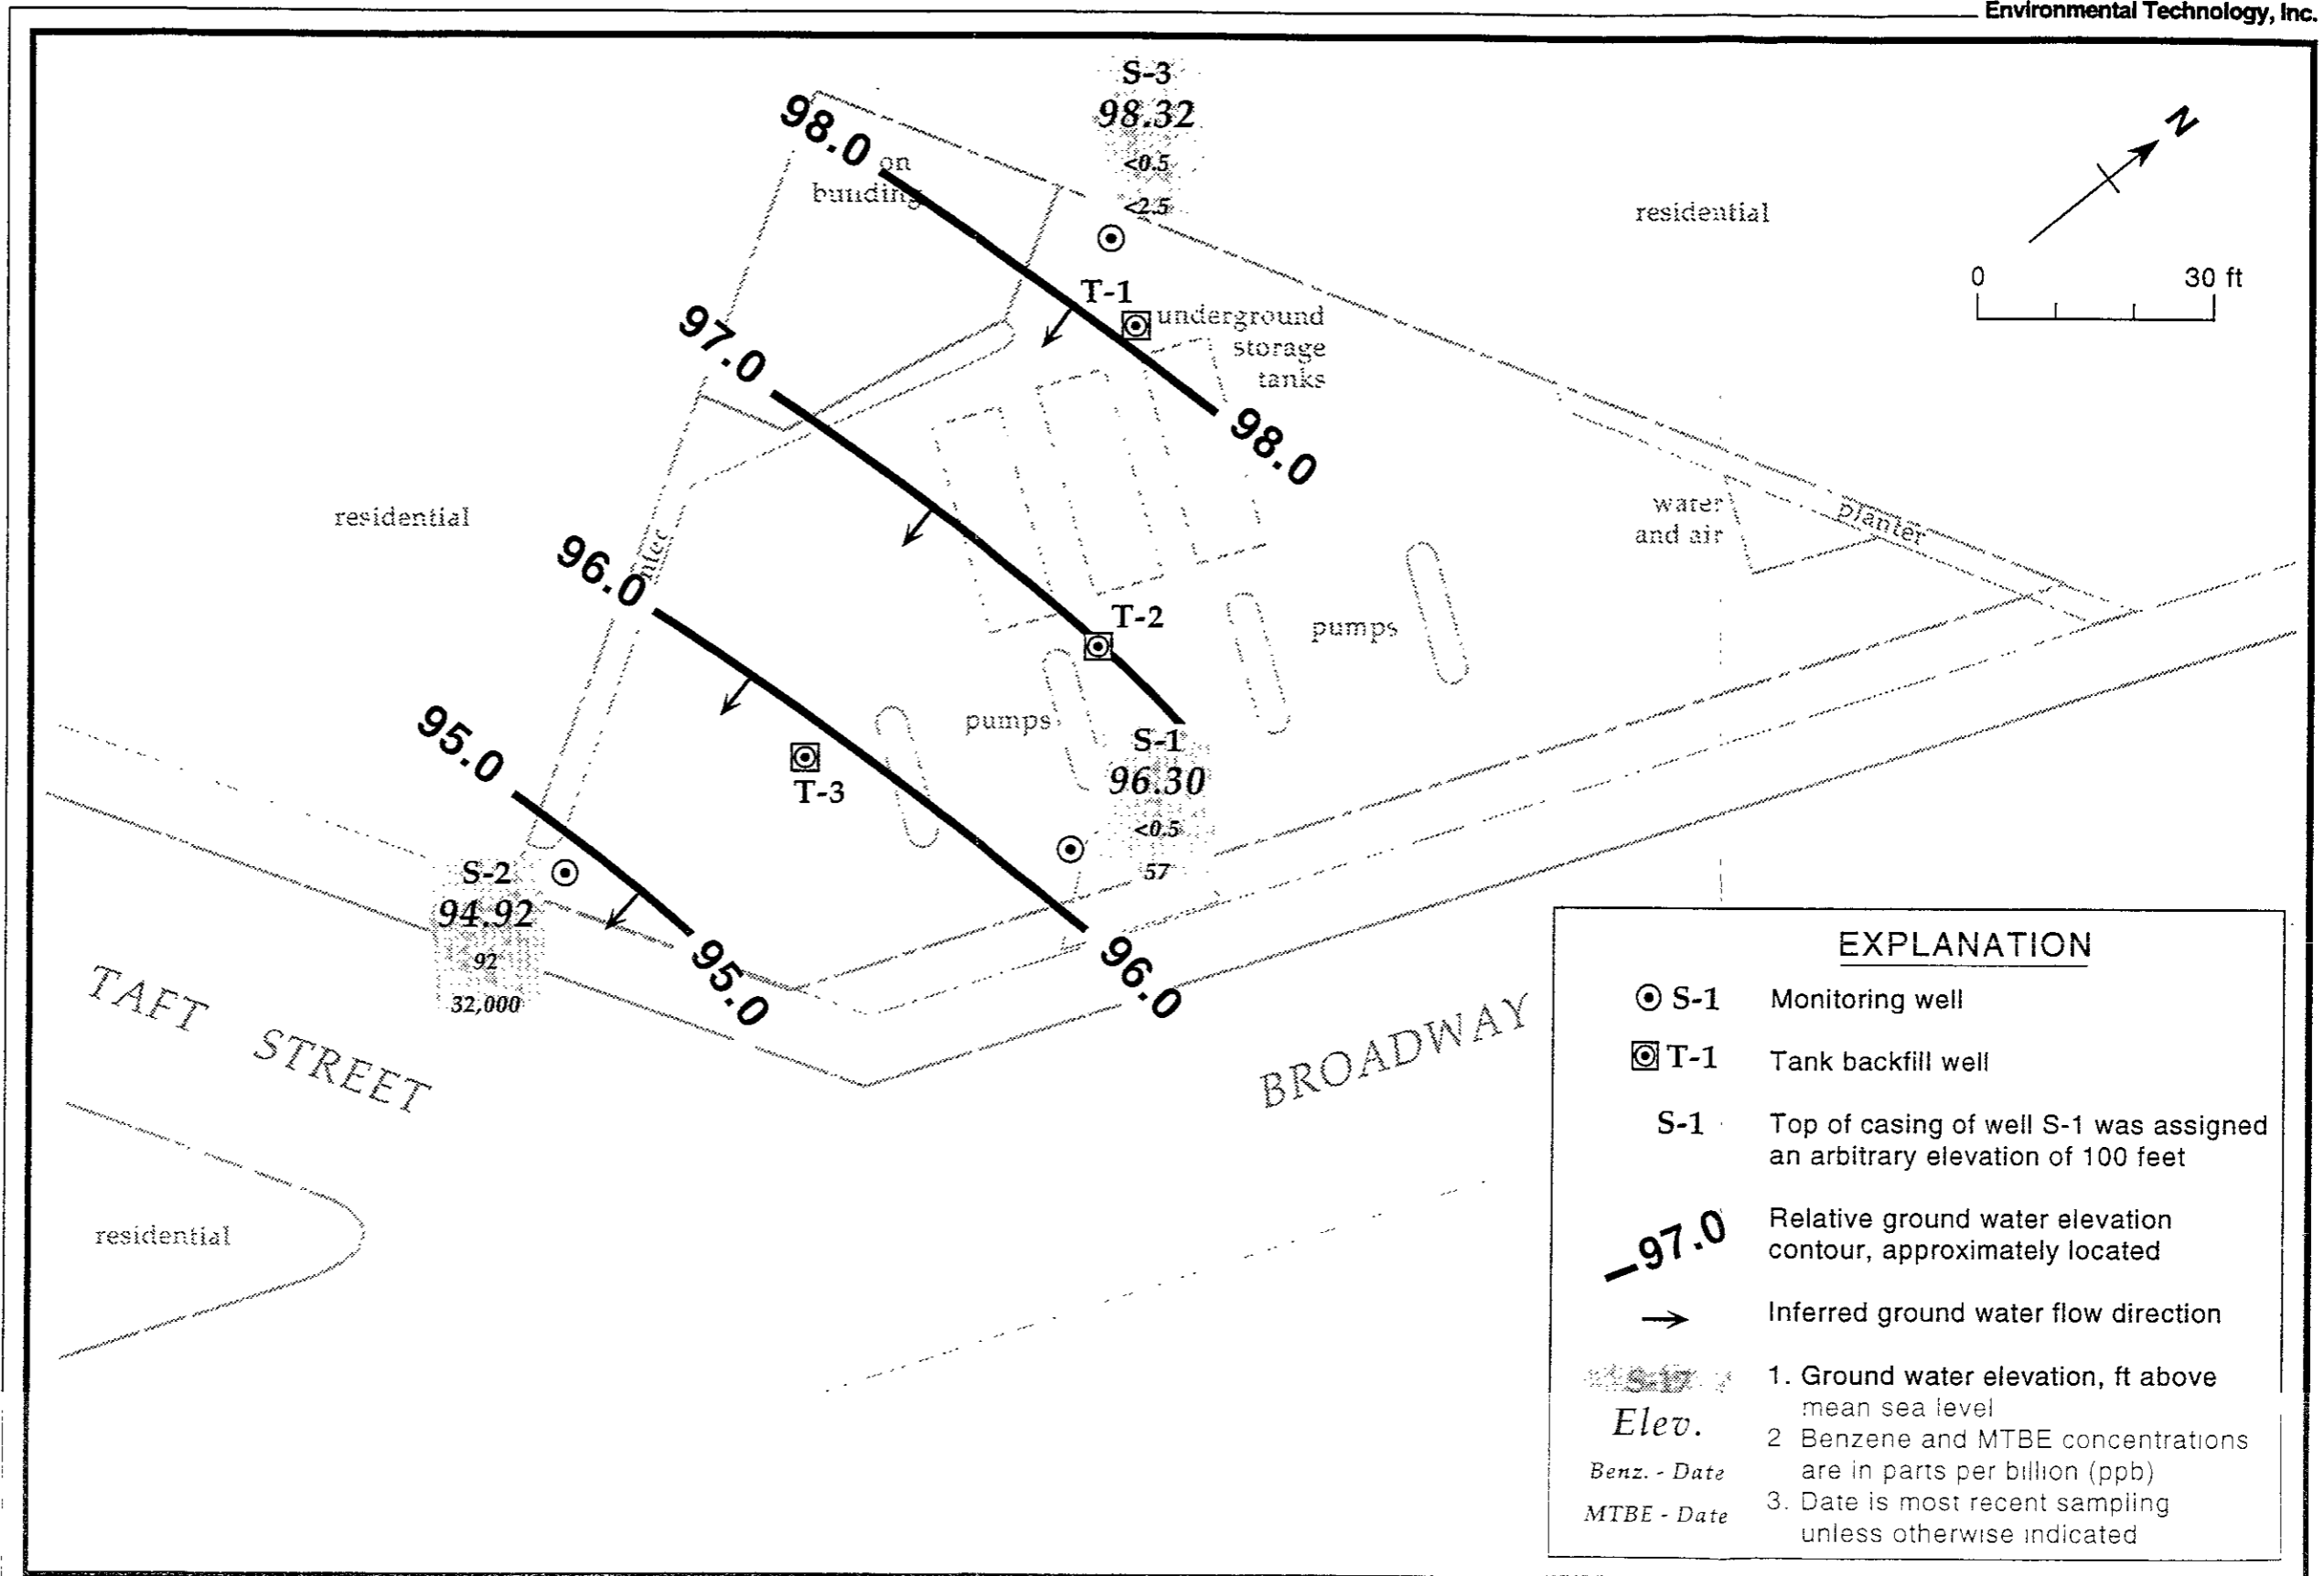 Environmental Technology, Inc.
S-3
98.32
<0.5
<2.5
N
0 30 ft
98.0
on
building
residential
T-1
underground
storage
tanks
97.0
98.0
residential
water
and air
planter
96.0
T-2
pumps
pumps
95.0
S-1
96.30
<0.5
57
T-3
S-2
94.92
92
32,000
95.0
96.0
TAFT STREET
BROADWAY
residential
EXPLANATION
S-1 Monitoring well
T-1 Tank backfill well
S-1 Top of casing of well S-1 was assigned
an arbitrary elevation of 100 feet
97.0 Relative ground water elevation
contour, approximately located
Inferred ground water flow direction
S-17
Elev.
Benz. - Date
MTBE - Date
1. Ground water elevation, ft above
mean sea level
2 Benzene and MTBE concentrations
are in parts per billion (ppb)
3. Date is most recent sampling
unless otherwise indicated